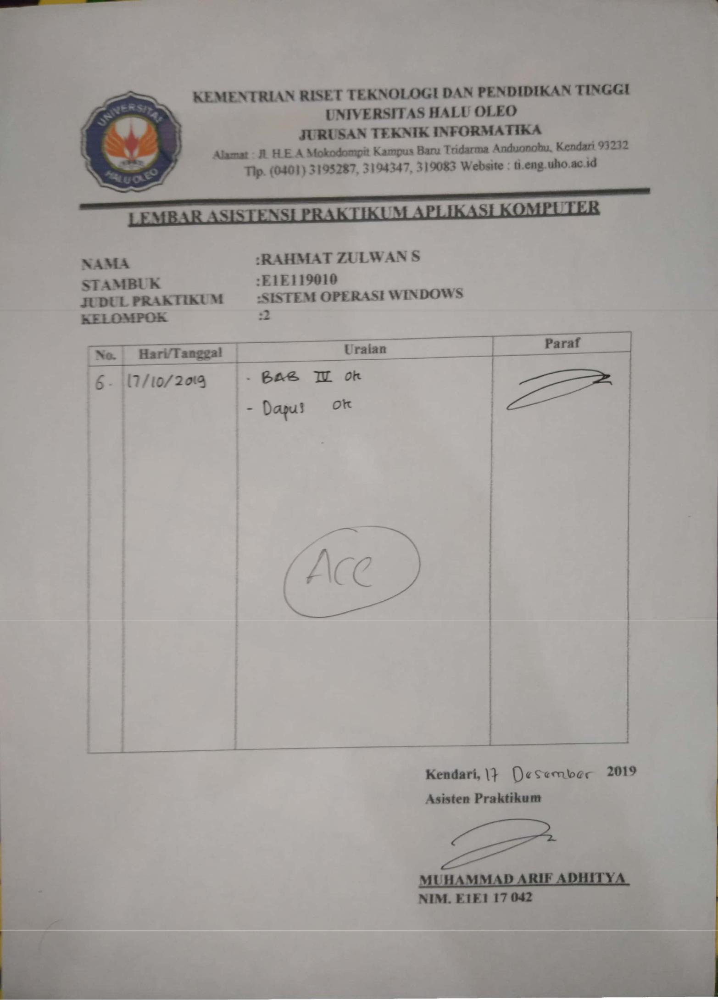 UNIVERSITAS
HALU OLEO
KEMENTRIAN RISET TEKNOLOGI DAN PENDIDIKAN TINGGI
UNIVERSITAS HALU OLEO
JURUSAN TEKNIK INFORMATIKA
Alamat : Jl. H.E.A Mokodompit Kampus Baru Tridarma Anduonohu, Kendari 93232
Tlp. (0401) 3195287, 3194347, 319083 Website : ti.eng.uho.ac.id
LEMBAR ASISTENSI PRAKTIKUM APLIKASI KOMPUTER
NAMA :RAHMAT ZULWAN S
STAMBUK :E1E119010
JUDUL PRAKTIKUM :SISTEM OPERASI WINDOWS
KELOMPOK :2
No. Hari/Tanggal Uraian Paraf
6. 17/10/2019 - BAB IV ok
- Dapus ok
Acc
Kendari, 17 Desember 2019
Asisten Praktikum
MUHAMMAD ARIF ADHITYA
NIM. E1E1 17 042